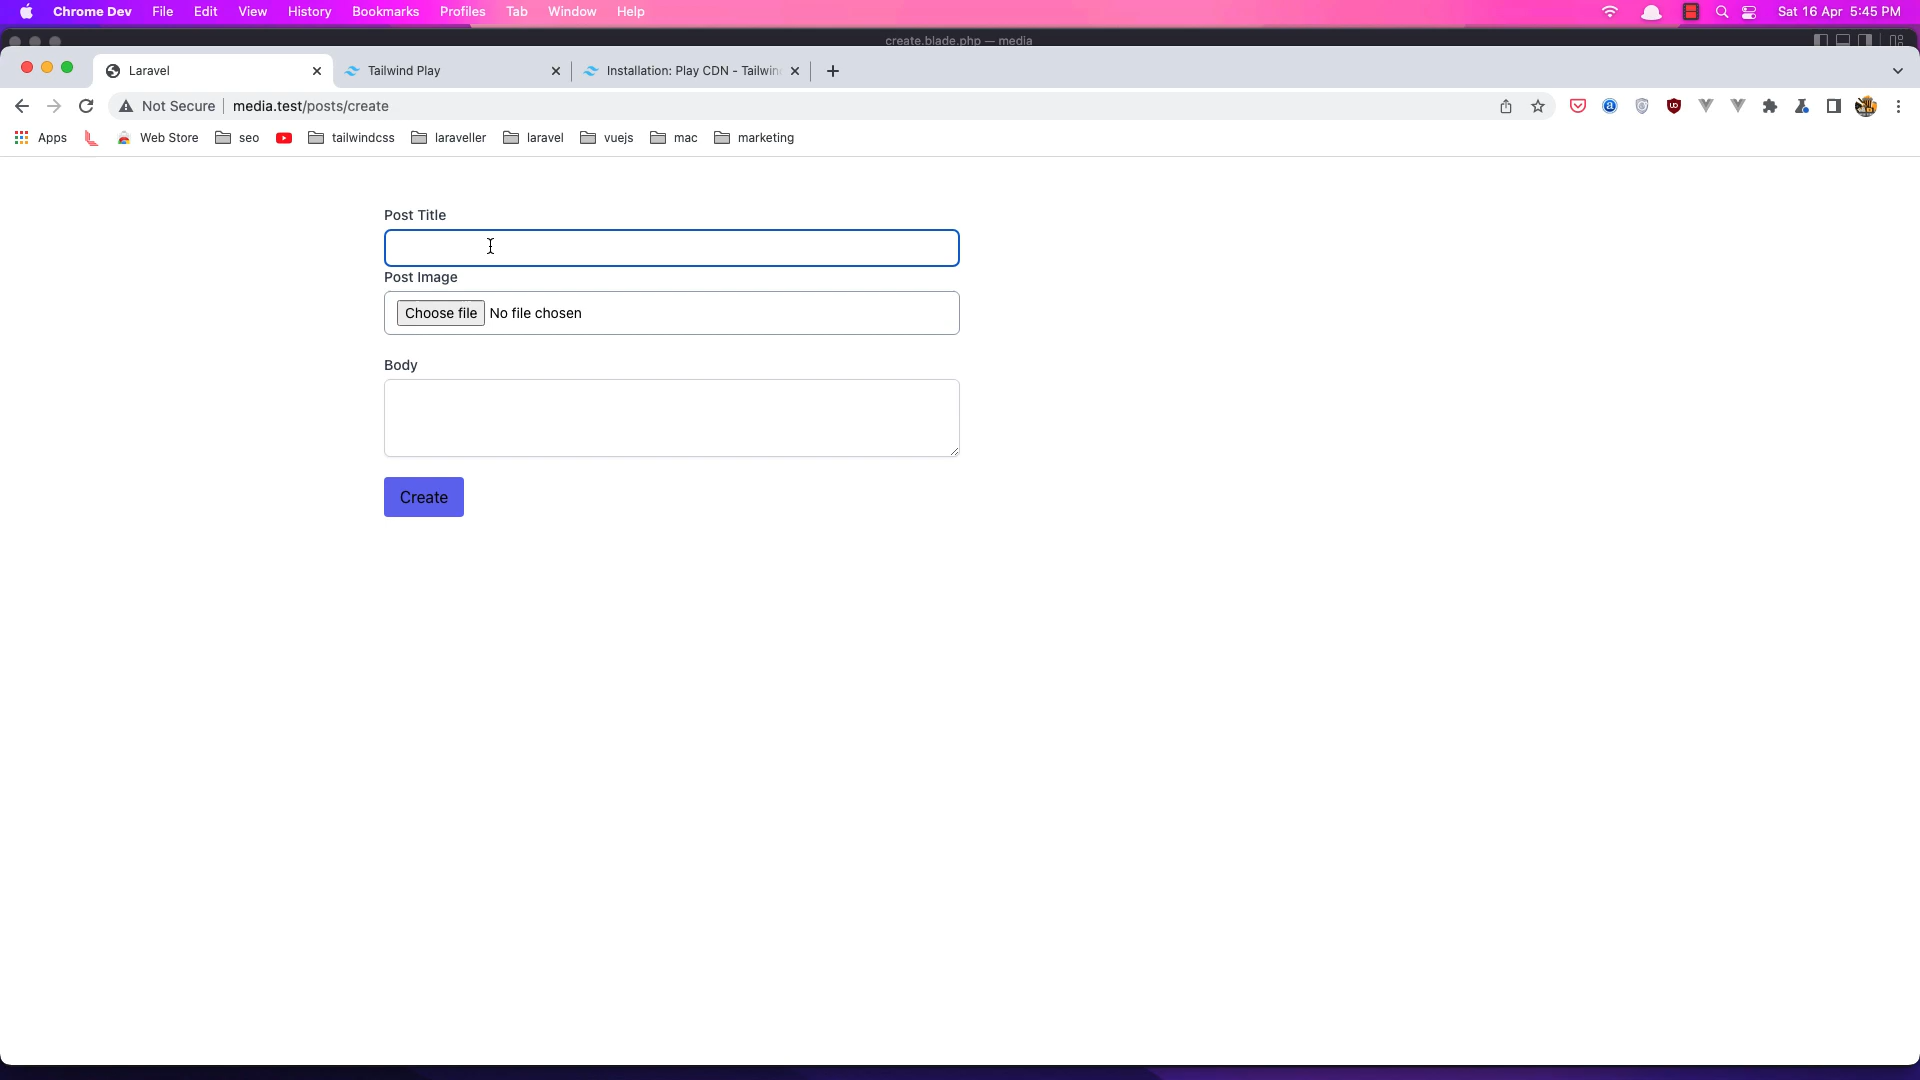 Chrome Dev File Edit View History Bookmarks Profiles Tab Window Help Sat 16 Apr 5:45 PM
create.blade.php — media
Laravel Tailwind Play Installation: Play CDN - Tailwin
Not Secure media.test/posts/create
Apps Web Store seo tailwindcss laraveller laravel vuejs mac marketing
Post Title
Post Image
Choose file No file chosen
Body
Create